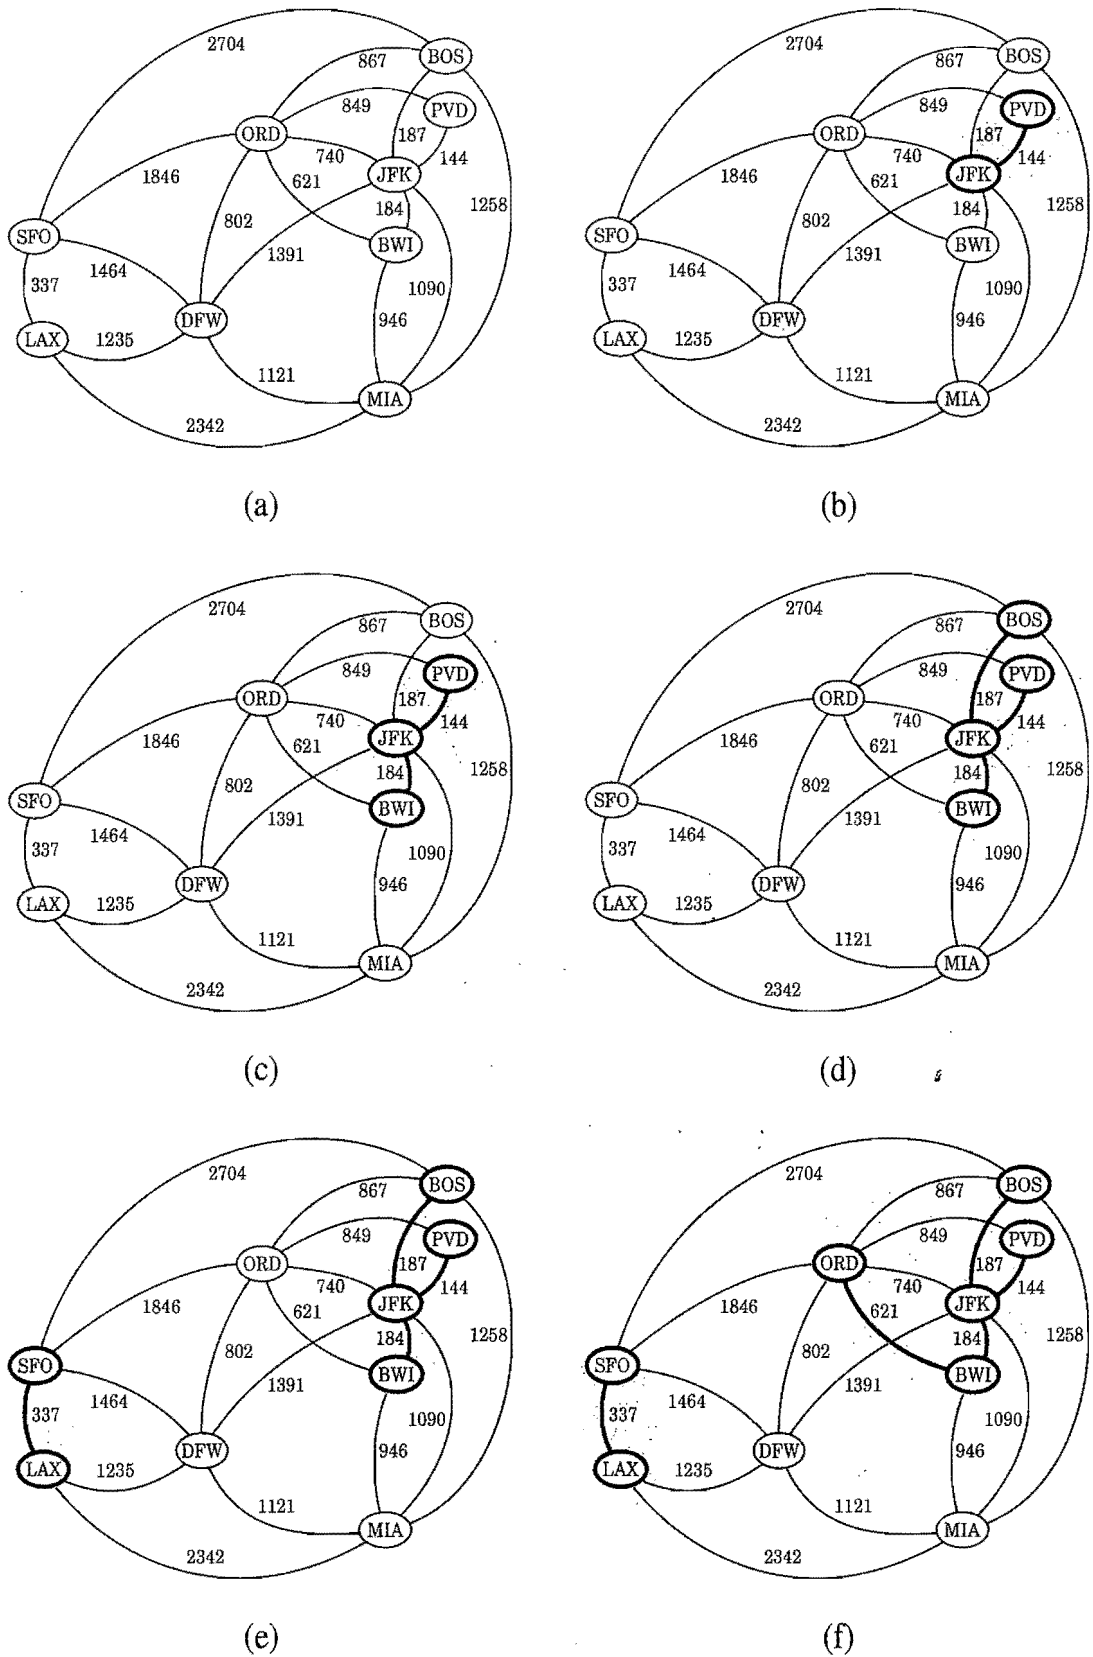 2704 BOS 867 849 PVD ORD 187 144 740 JFK 1846 621 184 1258 SFO 802 1391 BWI 1464 337 1090 DFW 946 LAX 1235 1121 MIA 2342
(a)
2704 BOS 867 849 PVD ORD 187 144 740 JFK 1846 621 184 1258 SFO 802 1391 BWI 1464 337 1090 DFW 946 LAX 1235 1121 MIA 2342
(b)
2704 BOS 867 849 PVD ORD 187 144 740 JFK 1846 621 184 1258 SFO 802 1391 BWI 1464 337 1090 DFW 946 LAX 1235 1121 MIA 2342
(c)
2704 BOS 867 849 PVD ORD 187 144 740 JFK 1846 621 184 1258 SFO 802 1391 BWI 1464 337 1090 DFW 946 LAX 1235 1121 MIA 2342
(d)
2704 BOS 867 849 PVD ORD 187 144 740 JFK 1846 621 184 1258 SFO 802 1391 BWI 1464 337 1090 DFW 946 LAX 1235 1121 MIA 2342
(e)
2704 BOS 867 849 PVD ORD 187 144 740 JFK 1846 621 184 1258 SFO 802 1391 BWI 1464 337 1090 DFW 946 LAX 1235 1121 MIA 2342
(f)